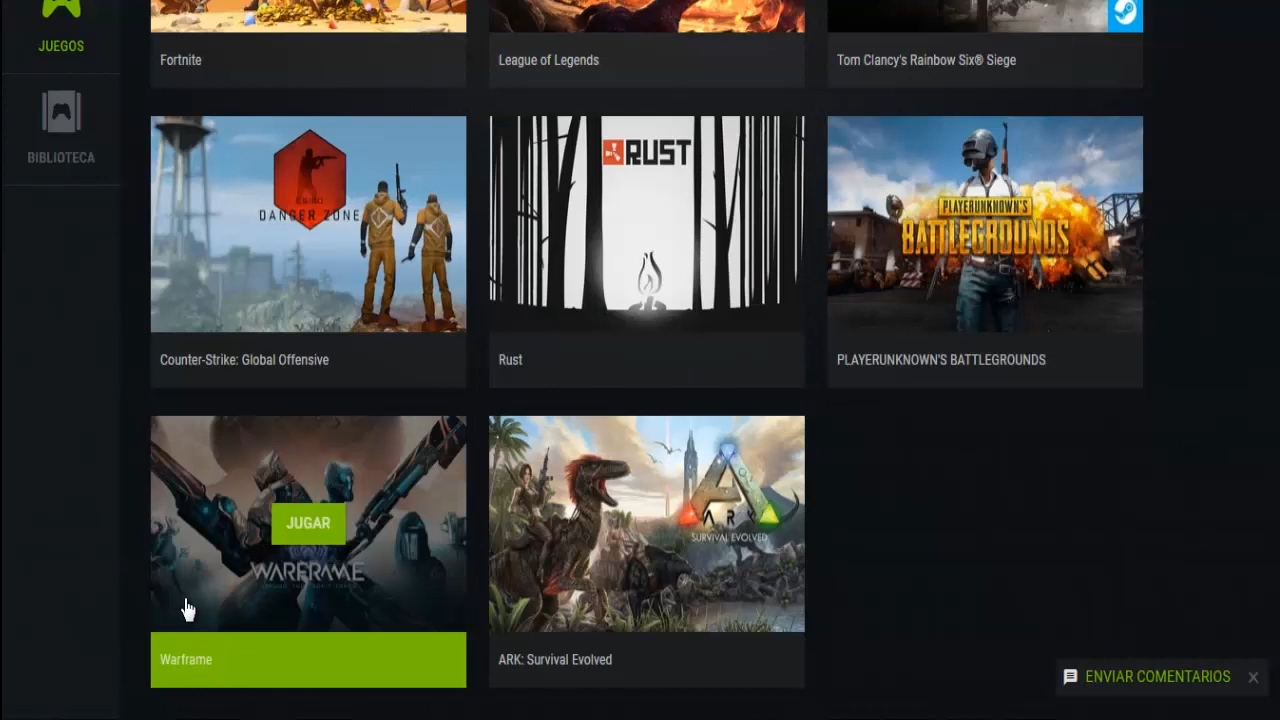 JUEGOS
BIBLIOTECA
Fortnite
League of Legends
Tom Clancy's Rainbow Six® Siege
DANGER ZONE
RUST
PLAYERUNKNOWN'S
BATTLEGROUNDS
Counter-Strike: Global Offensive
Rust
PLAYERUNKNOWN'S BATTLEGROUNDS
JUGAR
WARFRAME
ARK
SURVIVAL EVOLVED
Warframe
ARK: Survival Evolved
ENVIAR COMENTARIOS